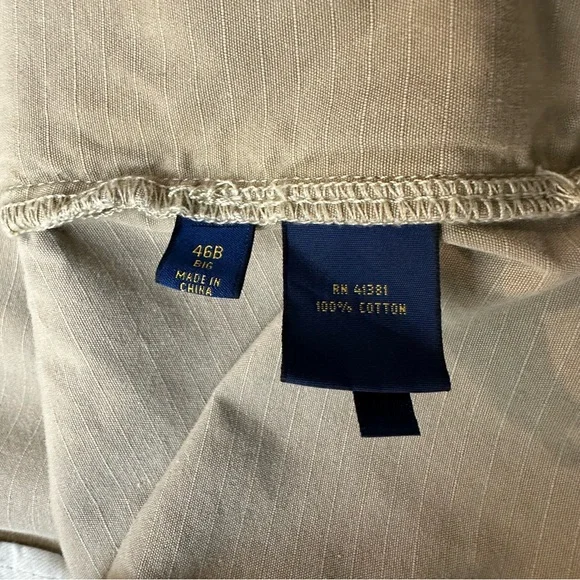 46B
BIG
MADE IN
CHINA
RN 41381
100% COTTON